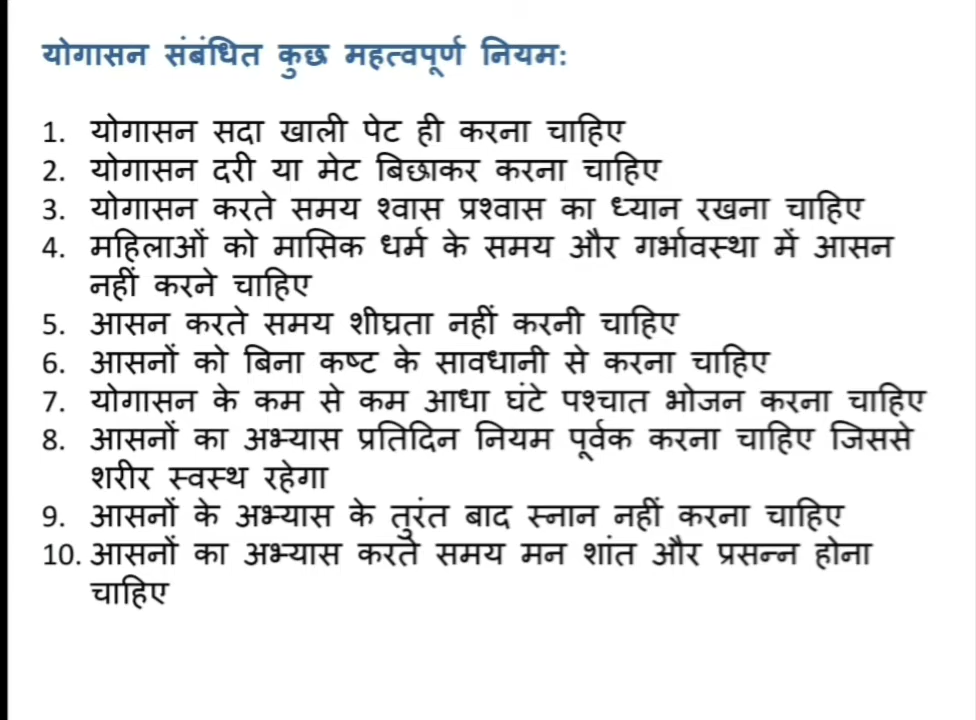 योगासन संबंधित कुछ महत्वपूर्ण नियम:
1. योगासन सदा खाली पेट ही करना चाहिए
2. योगासन दरी या मेट बिछाकर करना चाहिए
3. योगासन करते समय श्वास प्रश्वास का ध्यान रखना चाहिए
4. महिलाओं को मासिक धर्म के समय और गर्भावस्था में आसन
नहीं करने चाहिए
5. आसन करते समय शीघ्रता नहीं करनी चाहिए
6. आसनों को बिना कष्ट के सावधानी से करना चाहिए
7. योगासन के कम से कम आधा घंटे पश्चात भोजन करना चाहिए
8. आसनों का अभ्यास प्रतिदिन नियम पूर्वक करना चाहिए जिससे
शरीर स्वस्थ रहेगा
9. आसनों के अभ्यास के तुरंत बाद स्नान नहीं करना चाहिए
10. आसनों का अभ्यास करते समय मन शांत और प्रसन्न होना
चाहिए